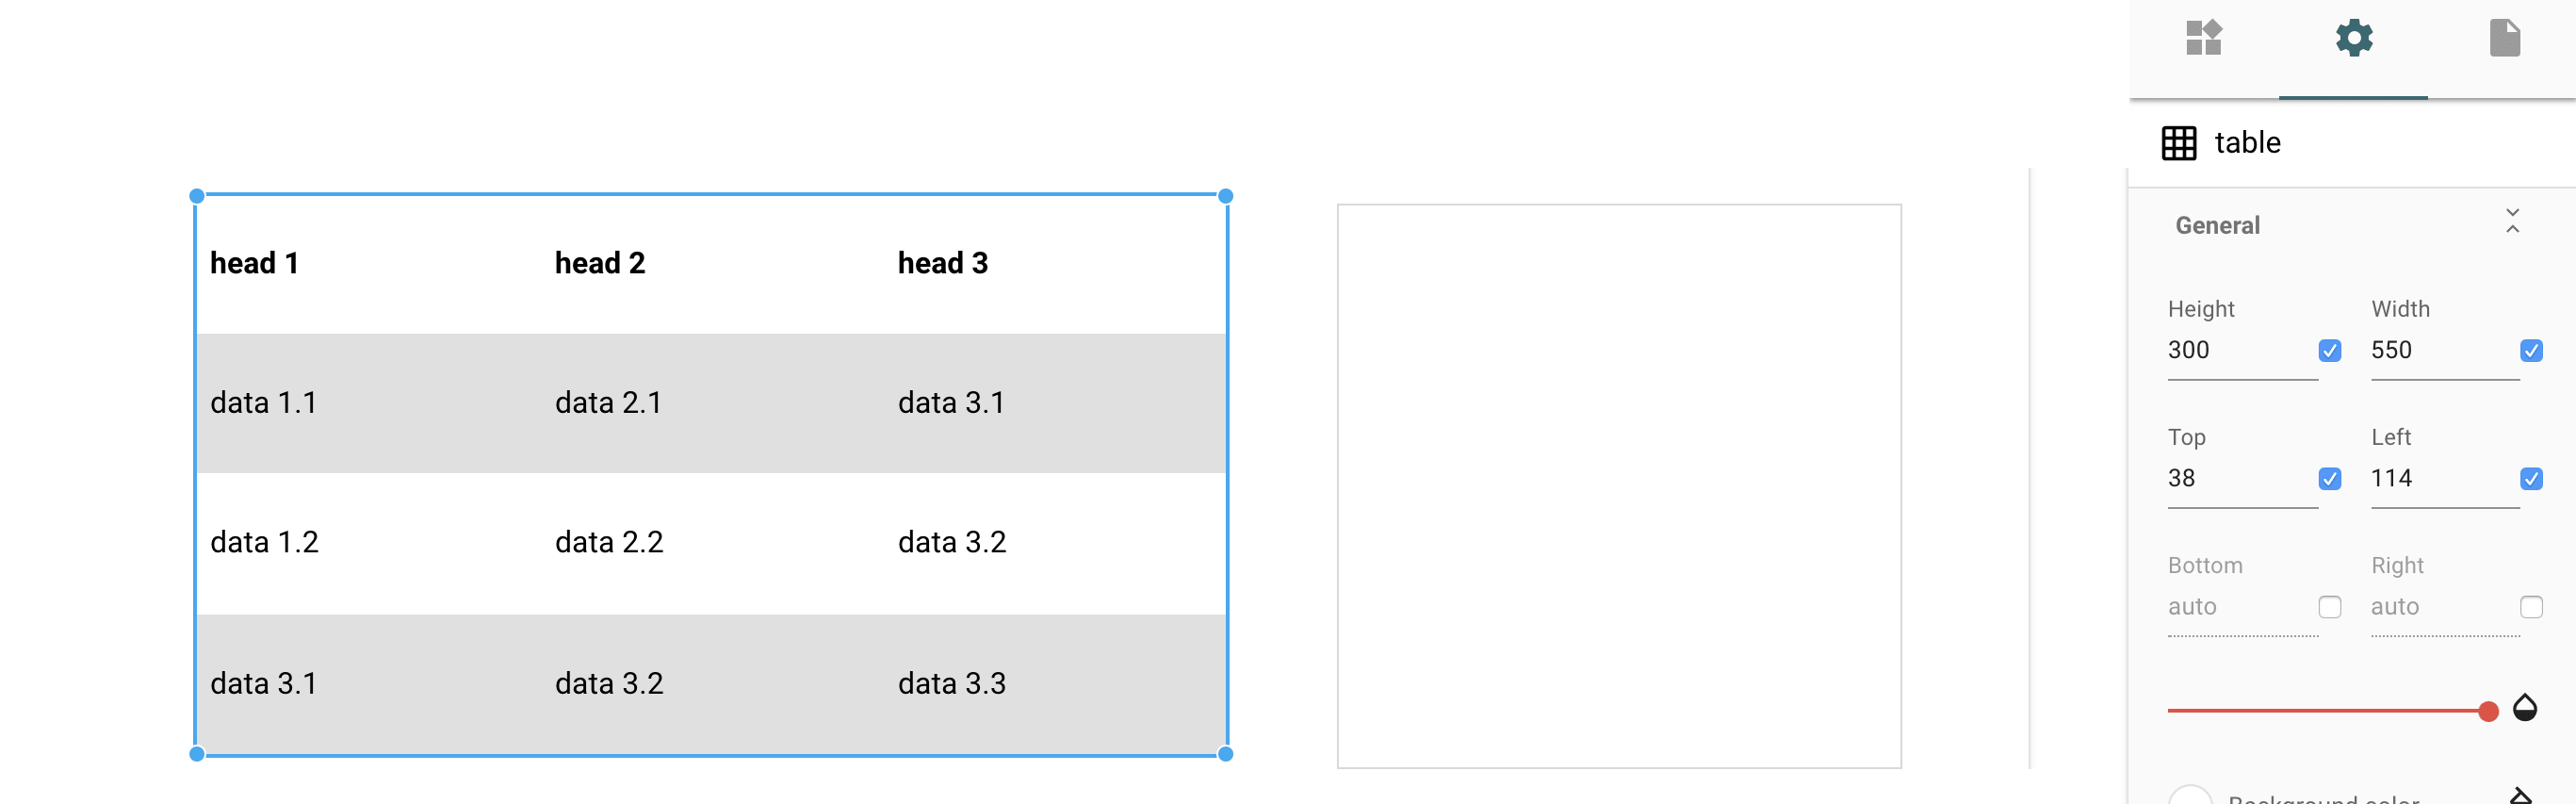 head 1 head 2 head 3
data 1.1 data 2.1 data 3.1
data 1.2 data 2.2 data 3.2
data 3.1 data 3.2 data 3.3
table
General
Height Width
300 550
Top Left
38 114
Bottom Right
auto auto
Background color